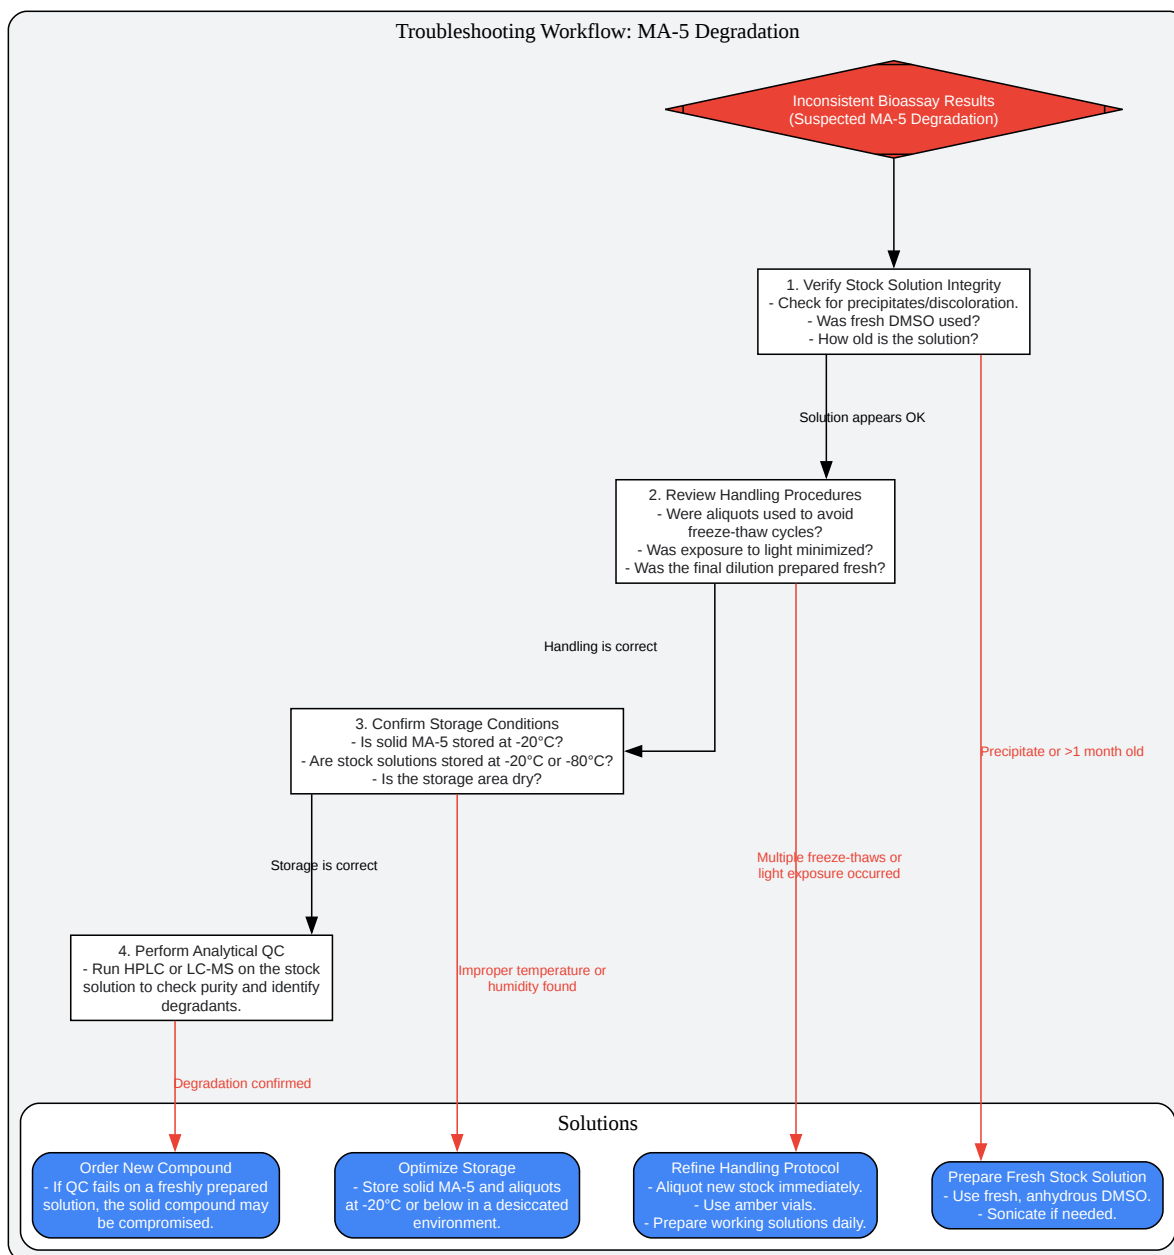 Troubleshooting Workflow: MA-5 Degradation
Inconsistent Bioassay Results
(Suspected MA-5 Degradation)
1. Verify Stock Solution Integrity
- Check for precipitates/discoloration.
- Was fresh DMSO used?
- How old is the solution?
Solution appears OK
2. Review Handling Procedures
- Were aliquots used to avoid
freeze-thaw cycles?
- Was exposure to light minimized?
- Was the final dilution prepared fresh?
Handling is correct
3. Confirm Storage Conditions
- Is solid MA-5 stored at -20°C?
- Are stock solutions stored at -20°C or -80°C?
- Is the storage area dry?
Precipitate or >1 month old
Storage is correct
Multiple freeze-thaws or
light exposure occurred
4. Perform Analytical QC
- Run HPLC or LC-MS on the stock
solution to check purity and identify
degradants.
Improper temperature or
humidity found
Degradation confirmed
Solutions
Order New Compound
- If QC fails on a freshly prepared
solution, the solid compound may
be compromised.
Optimize Storage
- Store solid MA-5 and aliquots
at -20°C or below in a desiccated
environment.
Refine Handling Protocol
- Aliquot new stock immediately.
- Use amber vials.
- Prepare working solutions daily.
Prepare Fresh Stock Solution
- Use fresh, anhydrous DMSO.
- Sonicate if needed.